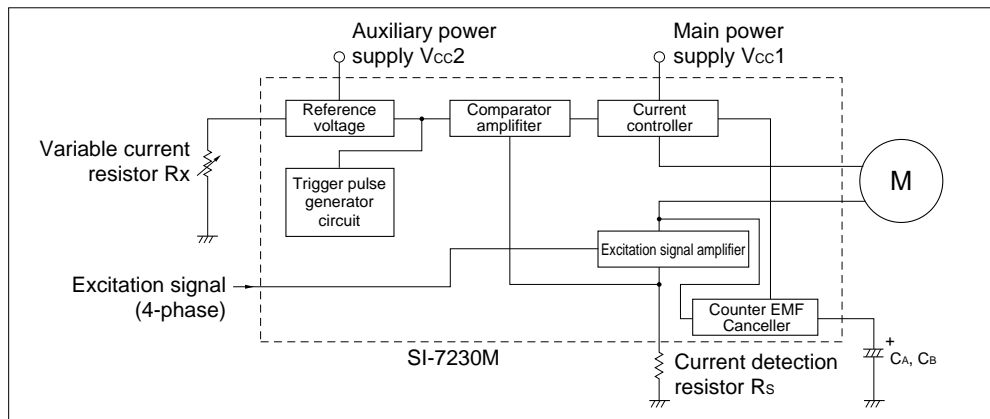 Auxiliary power
supply Vcc2
Main power
supply Vcc1
Reference
voltage
Comparator
amplifiter
Current
controller
Variable current
resistor Rx
Trigger pulse
generator
circuit
M
Excitation signal amplifier
Excitation signal
(4-phase)
Counter EMF
Canceller
SI-7230M
Current detection
resistor Rs
+
CA, CB